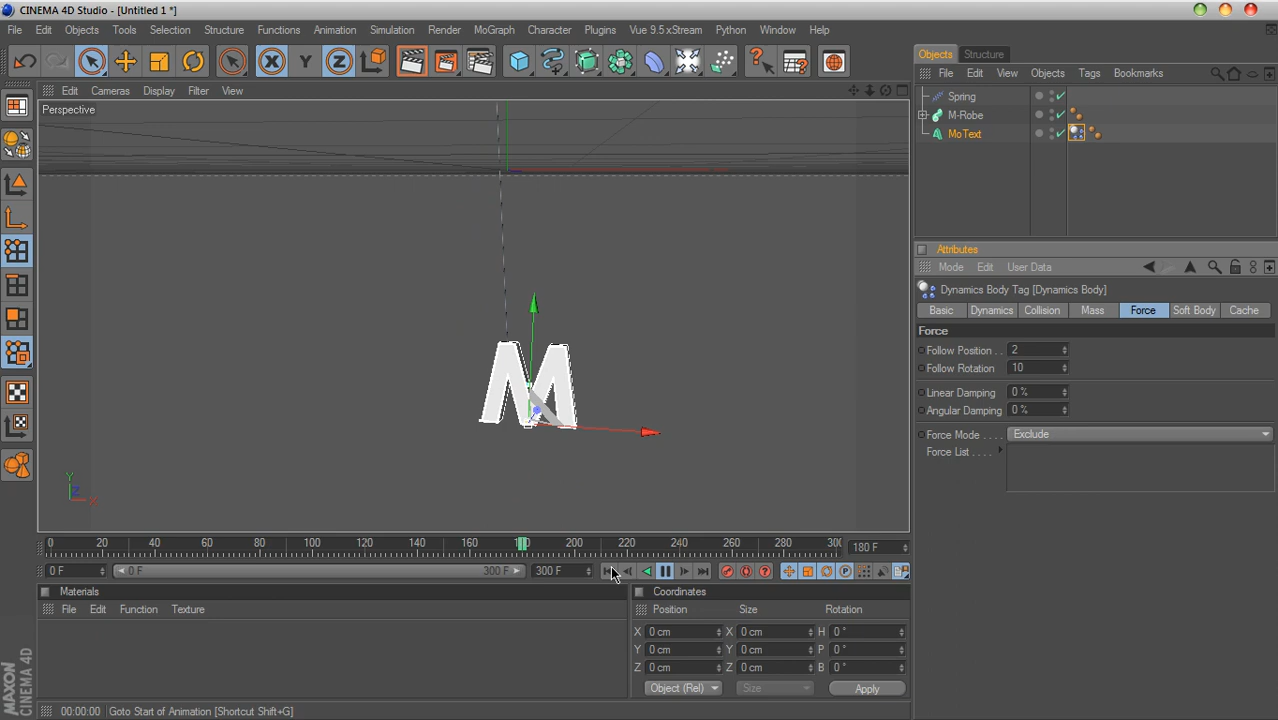 CINEMA 4D Studio - [Untitled 1 *]
File Edit Objects Tools Selection Structure Functions Animation Simulation Render MoGraph Character Plugins Vue 9.5 xStream Python Window Help
X Y Z
Objects Structure
File Edit View Objects Tags Bookmarks
Edit Cameras Display Filter View
Perspective
Spring
M-Robe
MoText
M
Y
Z
X
Attributes
Mode Edit User Data
Dynamics Body Tag [Dynamics Body]
Basic Dynamics Collision Mass Force Soft Body Cache
Force
Follow Position . . 2
Follow Rotation 10
Linear Damping 0 %
Angular Damping 0 %
Force Mode . . . . Exclude
Force List . . . .
0 20 40 60 80 100 120 140 160 180 200 220 240 260 280 300 180 F
0 F 0 F 300 F 300 F
P
Materials
File Edit Function Texture
Coordinates
Position Size Rotation
X 0 cm X 0 cm H 0 °
Y 0 cm Y 0 cm P 0 °
Z 0 cm Z 0 cm B 0 °
Object (Rel) Size Apply
MAXON
CINEMA 4D
00:00:00 Goto Start of Animation [Shortcut Shift+G]